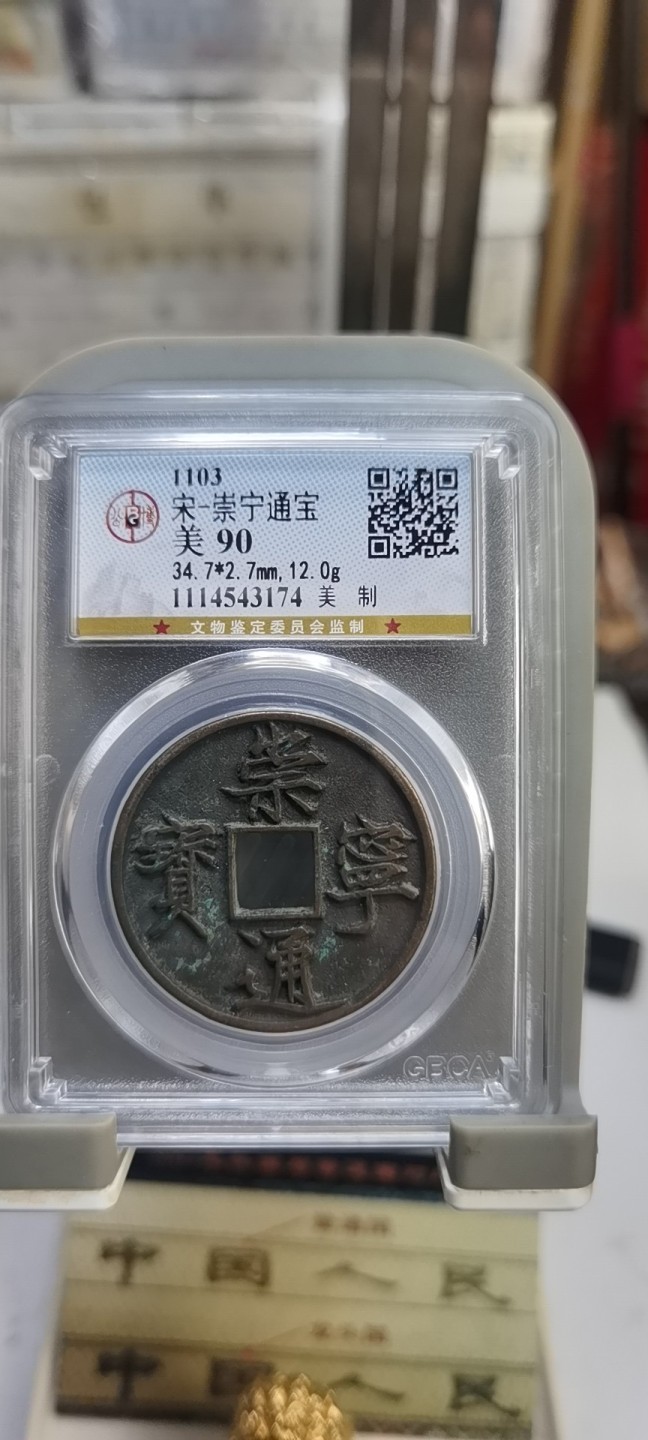 1103
宋-崇宁通宝
美 90
34.7*2.7mm,12.0g
1114543174 美 制
★ 文物鉴定委员会监制 ★
崇
寳 寧
通
GBCA
中 国 人 民
中 国 人 民